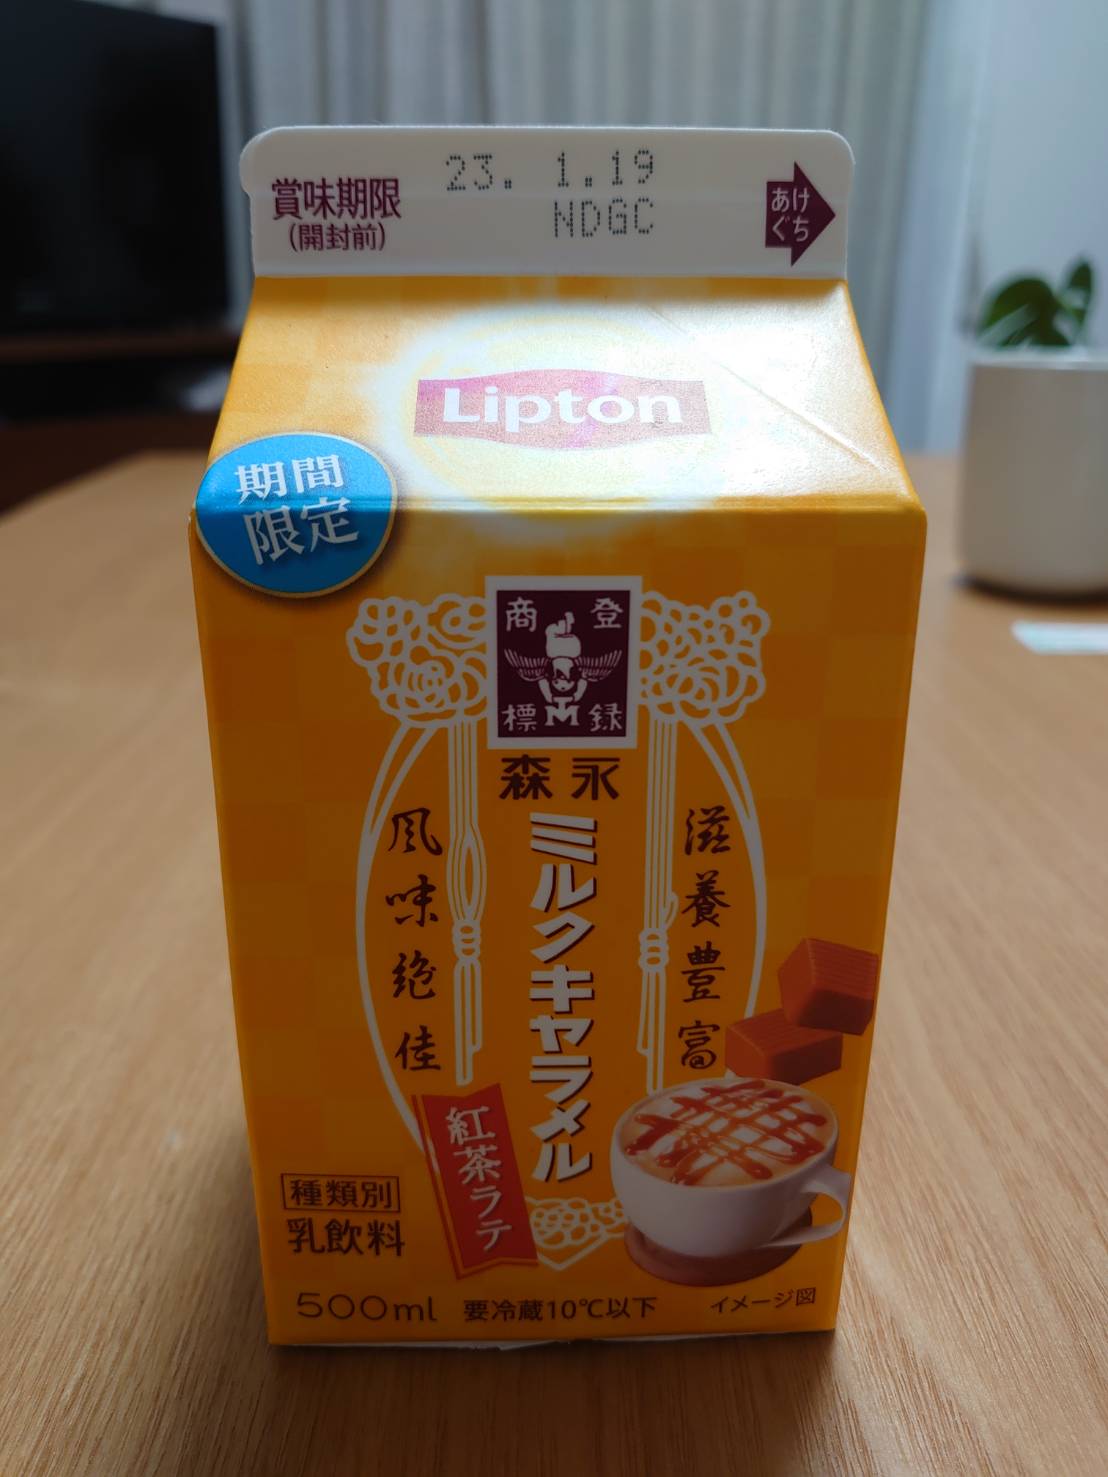 賞味期限
(開封前)
23. 1.19
NDGC
あけ
ぐち
Lipton
期間
限定
登録
商標
森永
ミルクキャラメル
滋養豊富
風味絶佳
紅茶ラテ
種類別
乳飲料
500ml 要冷蔵10℃以下 イメージ図